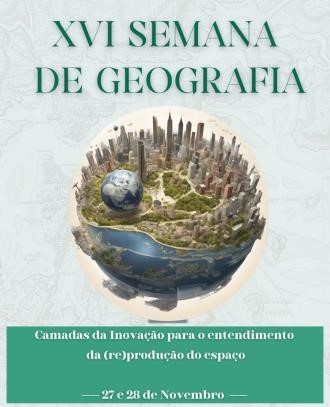 XVI SEMANA
DE GEOGRAFIA
Camadas da Inovação para o entendimento
da (re)produção do espaço
27 e 28 de Novembro